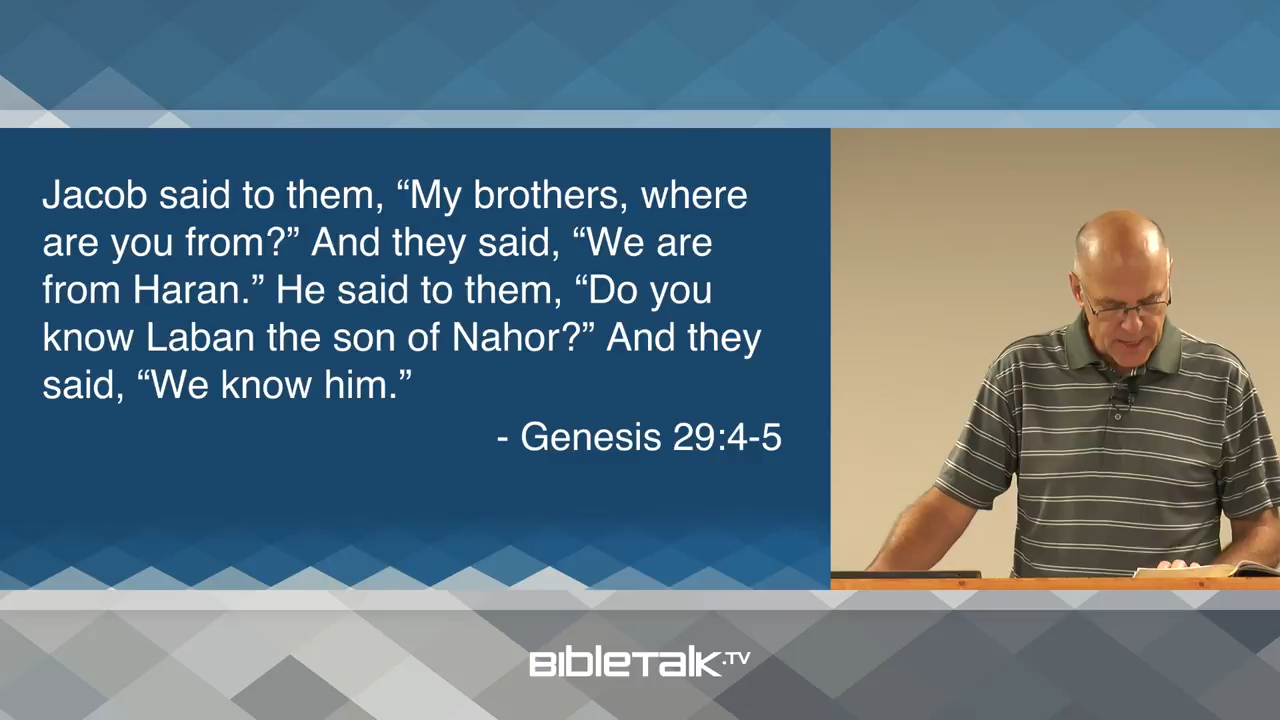 Jacob said to them, “My brothers, where
are you from?” And they said, “We are
from Haran.” He said to them, “Do you
know Laban the son of Nahor?” And they
said, “We know him.”
- Genesis 29:4-5
BIBLETALK.TV